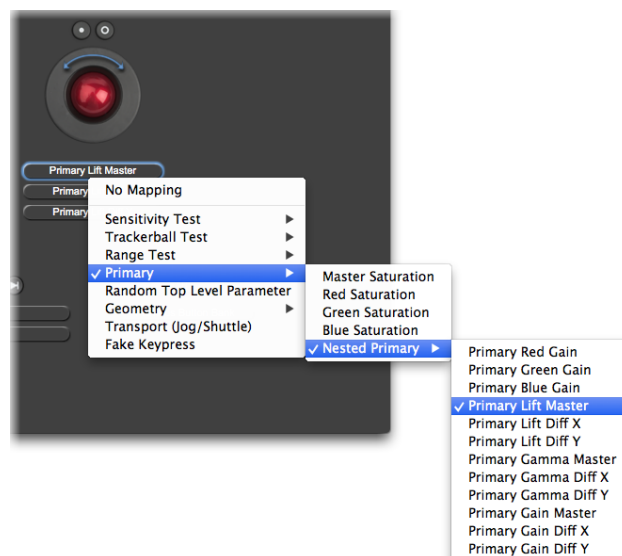 Primary Lift Master
Primary
Primary
No Mapping
Sensitivity Test
Trackerball Test
Range Test
Primary
Random Top Level Parameter
Geometry
Transport (Jog/Shuttle)
Fake Keypress
Master Saturation
Red Saturation
Green Saturation
Blue Saturation
Nested Primary
Primary Red Gain
Primary Green Gain
Primary Blue Gain
Primary Lift Master
Primary Lift Diff X
Primary Lift Diff Y
Primary Gamma Master
Primary Gamma Diff X
Primary Gamma Diff Y
Primary Gain Master
Primary Gain Diff X
Primary Gain Diff Y